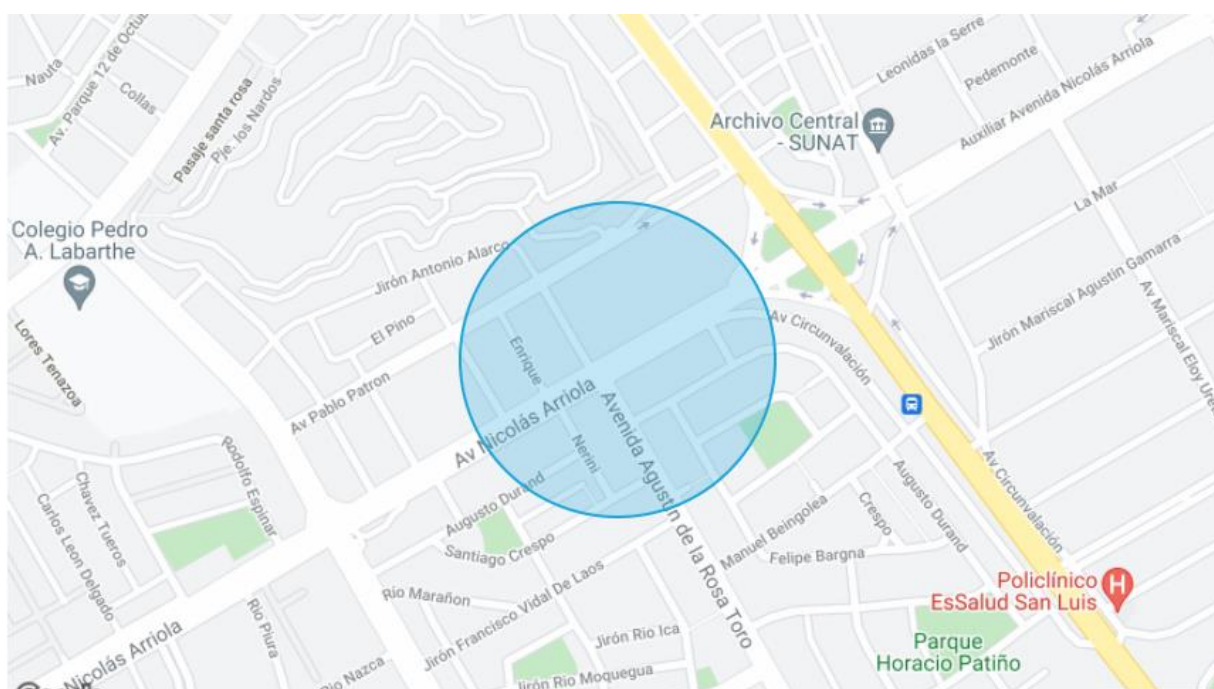 Nauta
Av. Parque 12 de Octu
Collas
Pasaje santa rosa
Pje. los Nardos
Leonidas la Serre
Pedemonte
Auxiliar Avenida Nicolás Arriola
Archivo Central
- SUNAT
La Mar
Colegio Pedro
A. Labarthe
Jirón Antonio Alarco
Jirón Mariscal Agustín Gamarra
Av Mariscal Eloy Ure
El Pino
Enrique
Av Circunvalación
Lores Tenazoa
Av Pablo Patron
Av Nicolás Arriola
Avenida Agustín de la Rosa Toro
Nerini
Rodolfo Espinar
Augusto Durand
Chavez Tueros
Carlos Leon Delgado
Santiago Crespo
Manuel Beingolea
Crespo
Augusto Durand
Av Circunvalación
Felipe Bargna
Rio Marañon
Jirón Francisco Vidal De Laos
Policlínico
EsSalud San Luis
H
Rio Piura
Jirón Rio Ica
Parque
Horacio Patiño
Nicolás Arriola
Rio Nazca
Jirón Rio Moquegua